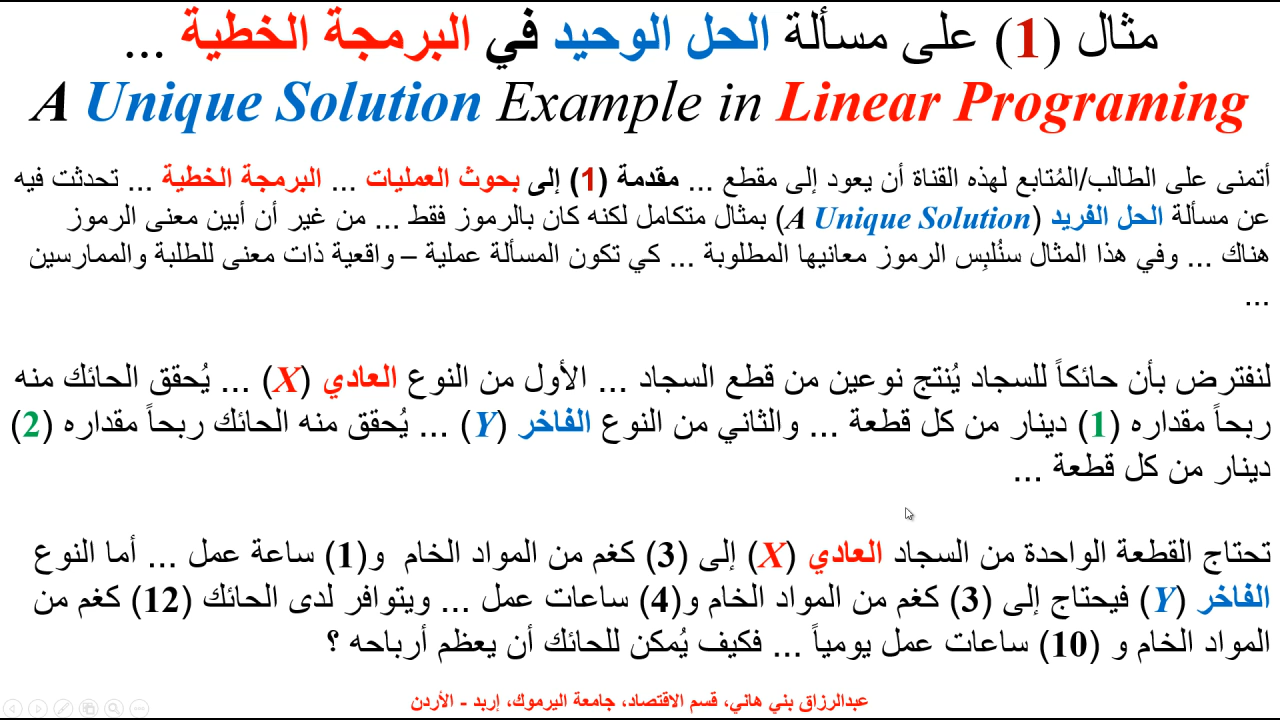 مثال (1) على مسألة الحل الوحيد في البرمجة الخطية ...
A Unique Solution Example in Linear Programing
أتمنى على الطالب/المُتابع لهذه القناة أن يعود إلى مقطع ... مقدمة (1) إلى بحوث العمليات ... البرمجة الخطية ... تحدثت فيه
عن مسألة الحل الفريد (A Unique Solution) بمثال متكامل لكنه كان بالرموز فقط ... من غير أن أبين معنى الرموز
هناك ... وفي هذا المثال سنُلبِس الرموز معانيها المطلوبة ... كي تكون المسألة عملية – واقعية ذات معنى للطلبة والممارسين
...
لنفترض بأن حائكاً للسجاد يُنتج نوعين من قطع السجاد ... الأول من النوع العادي (X) ... يُحقق الحائك منه
ربحاً مقداره (1) دينار من كل قطعة ... والثاني من النوع الفاخر (Y) ... يُحقق منه الحائك ربحاً مقداره (2)
دينار من كل قطعة ...
تحتاج القطعة الواحدة من السجاد العادي (X) إلى (3) كغم من المواد الخام و(1) ساعة عمل ... أما النوع
الفاخر (Y) فيحتاج إلى (3) كغم من المواد الخام و(4) ساعات عمل ... ويتوافر لدى الحائك (12) كغم من
المواد الخام و (10) ساعات عمل يومياً ... فكيف يُمكن للحائك أن يعظم أرباحه ؟
عبدالرزاق بني هاني، قسم الاقتصاد، جامعة اليرموك، إربد - الأردن